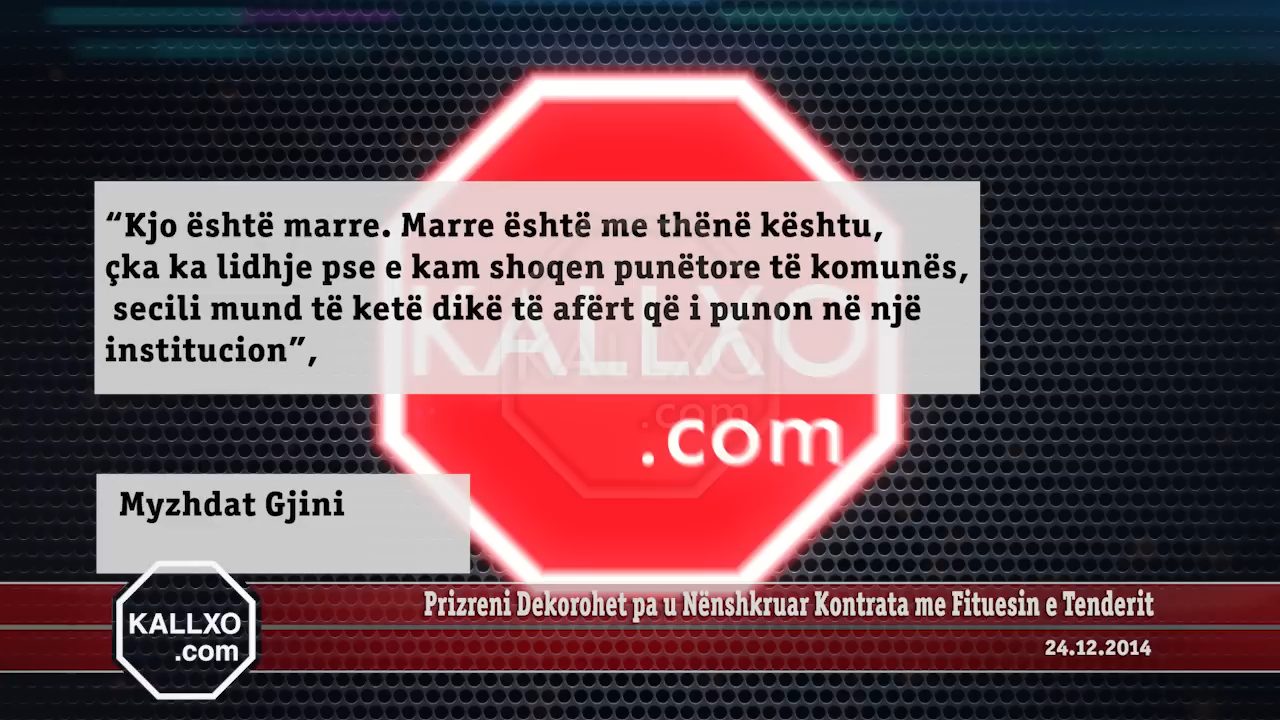 “Kjo është marre. Marre është me thënë kështu,
çka ka lidhje pse e kam shoqen punëtore të komunës,
secili mund të ketë dikë të afërt që i punon në një
institucion”,
KALLXO
.com
KALLXO
.com
Myzhdat Gjini
KALLXO
.com
Prizreni Dekorohet pa u Nënshkruar Kontrata me Fituesin e Tenderit
24.12.2014